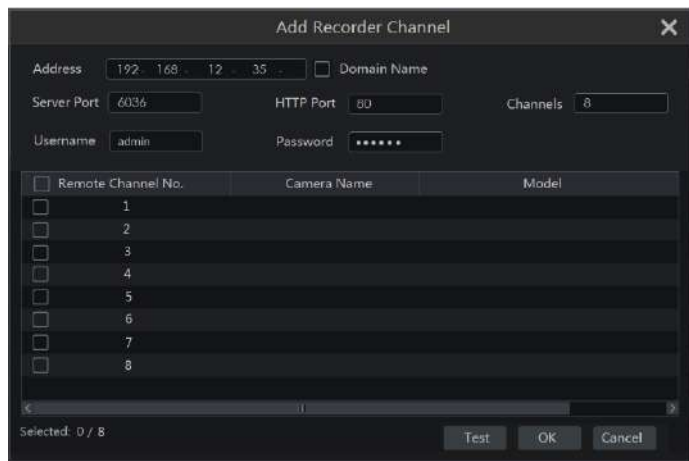 Add Recorder Channel
Address 192 . 168 . 12 . 35 . Domain Name
Server Port 6036 HTTP Port 80 Channels 8
Username admin Password ••••••
Remote Channel No. Camera Name Model
1
2
3
4
5
6
7
8
Selected: 0 / 8 Test OK Cancel